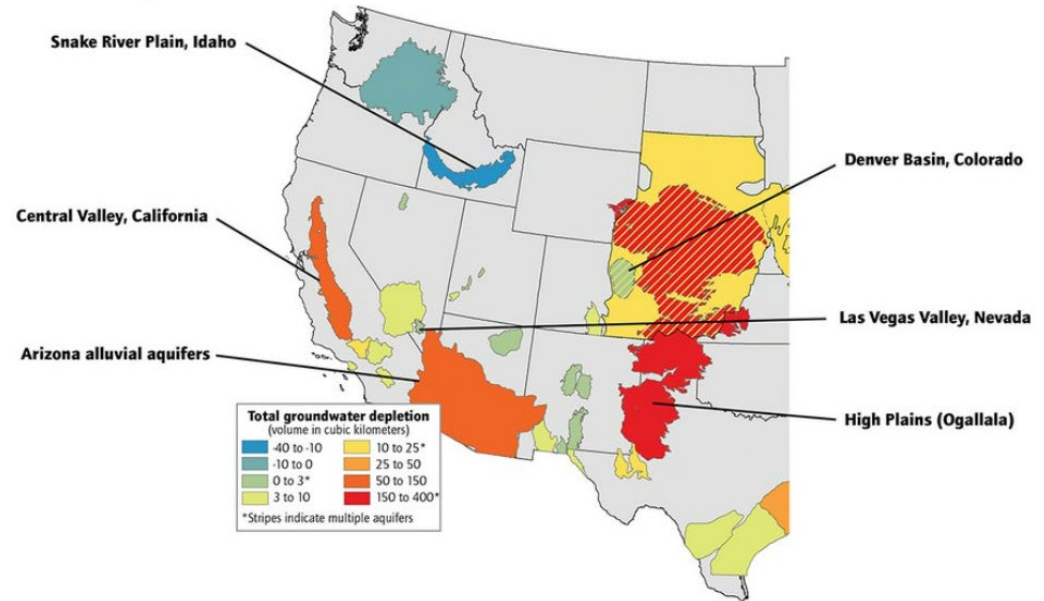 Snake River Plain, Idaho
Denver Basin, Colorado
Central Valley, California
Las Vegas Valley, Nevada
Arizona alluvial aquifers
High Plains (Ogallala)
Total groundwater depletion
(volume in cubic kilometers)
-40 to -10
-10 to 0
0 to 3*
3 to 10
10 to 25*
25 to 50
50 to 150
150 to 400*
*Stripes indicate multiple aquifers